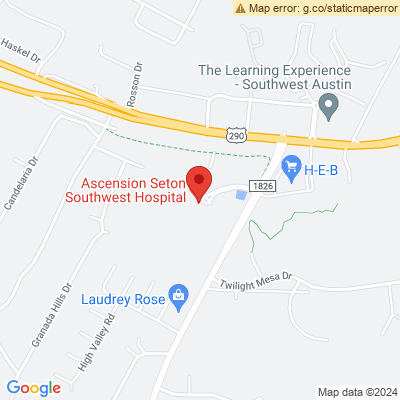 Map error: g.co/staticmaperror
Haskel Dr
Rosson Dr
The Learning Experience
- Southwest Austin
290
Candelaria Dr
H-E-B
Ascension Seton
Southwest Hospital
1826
Granada Hills Dr
Laudrey Rose
Twilight Mesa Dr
High Valley Rd
Google
Map data ©2024